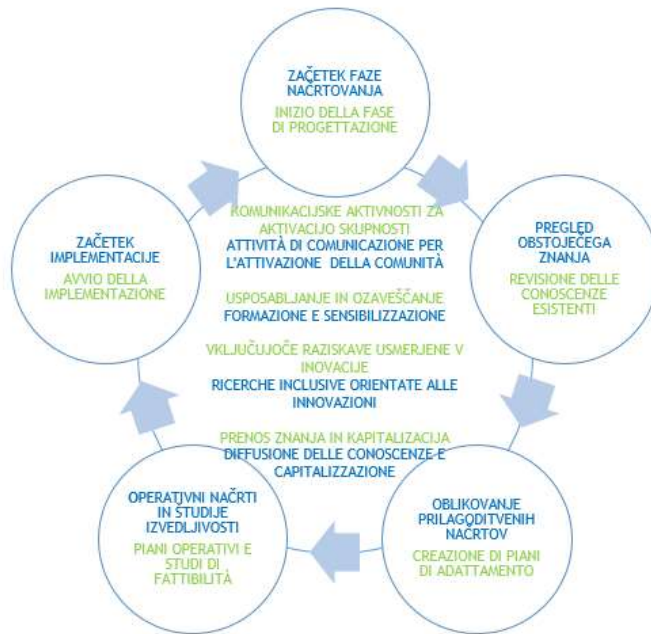 ZAČETEK FAZE
NAČRTOVANJA
INIZIO DELLA FASE
DI PROGETTAZIONE
PREGLED
OBSTOJEČEGA
ZNANJA
REVISIONE DELLE
CONOSCENZE
ESISTENTI
OBLIKOVANJE
PRILAGODITVENIH
NAČRTOV
CREAZIONE DI PIANI
DI ADATTAMENTO
OPERATIVNI NAČRTI
IN ŠTUDIJE
IZVEDLJIVOSTI
PIANI OPERATIVI E
STUDI DI
FATTIBILITÀ
ZAČETEK
IMPLEMENTACIJE
AVVIO DELLA
IMPLEMENTAZIONE
KOMUNIKACIJSKE AKTIVNOSTI ZA
AKTIVACIJO SKUPNOSTI
ATTIVITÀ DI COMUNICAZIONE PER
L'ATTIVAZIONE DELLA COMUNITÀ
USPOSABLJANJE IN OZAVEŠČANJE
FORMAZIONE E SENSIBILIZZAZIONE
VKLJUČUJOČE RAZISKAVE USMERJENE V
INOVACIJE
RICERCHE INCLUSIVE ORIENTATE ALLE
INNOVAZIONI
PRENOS ZNANJA IN KAPITALIZACIJA
DIFFUSIONE DELLE CONOSCENZE E
CAPITALIZZAZIONE